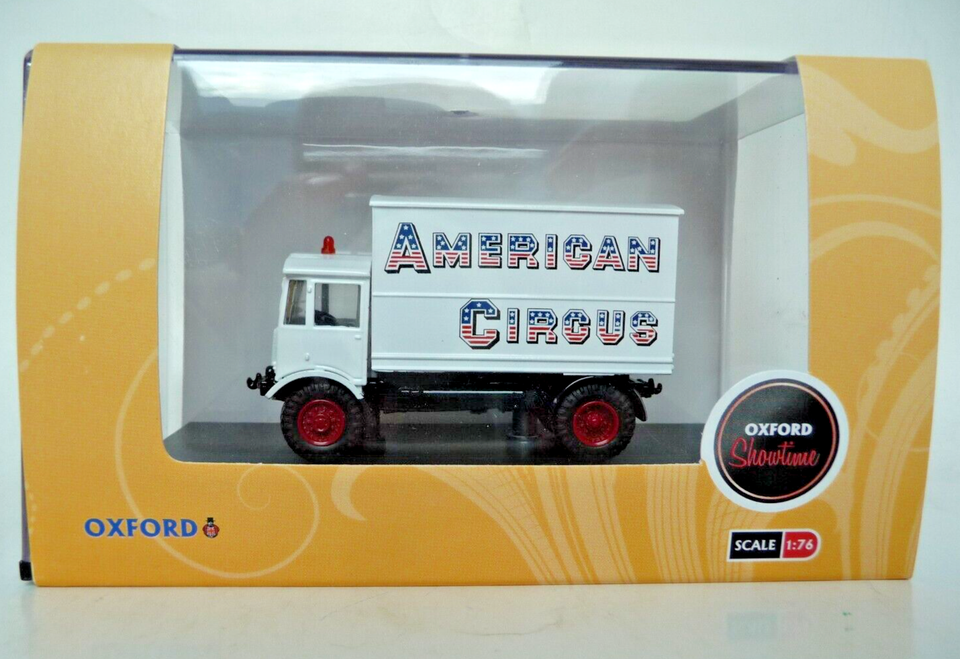 AMERICAN
CIRCUS
OXFORD
Showtime
OXFORD
SCALE 1:76